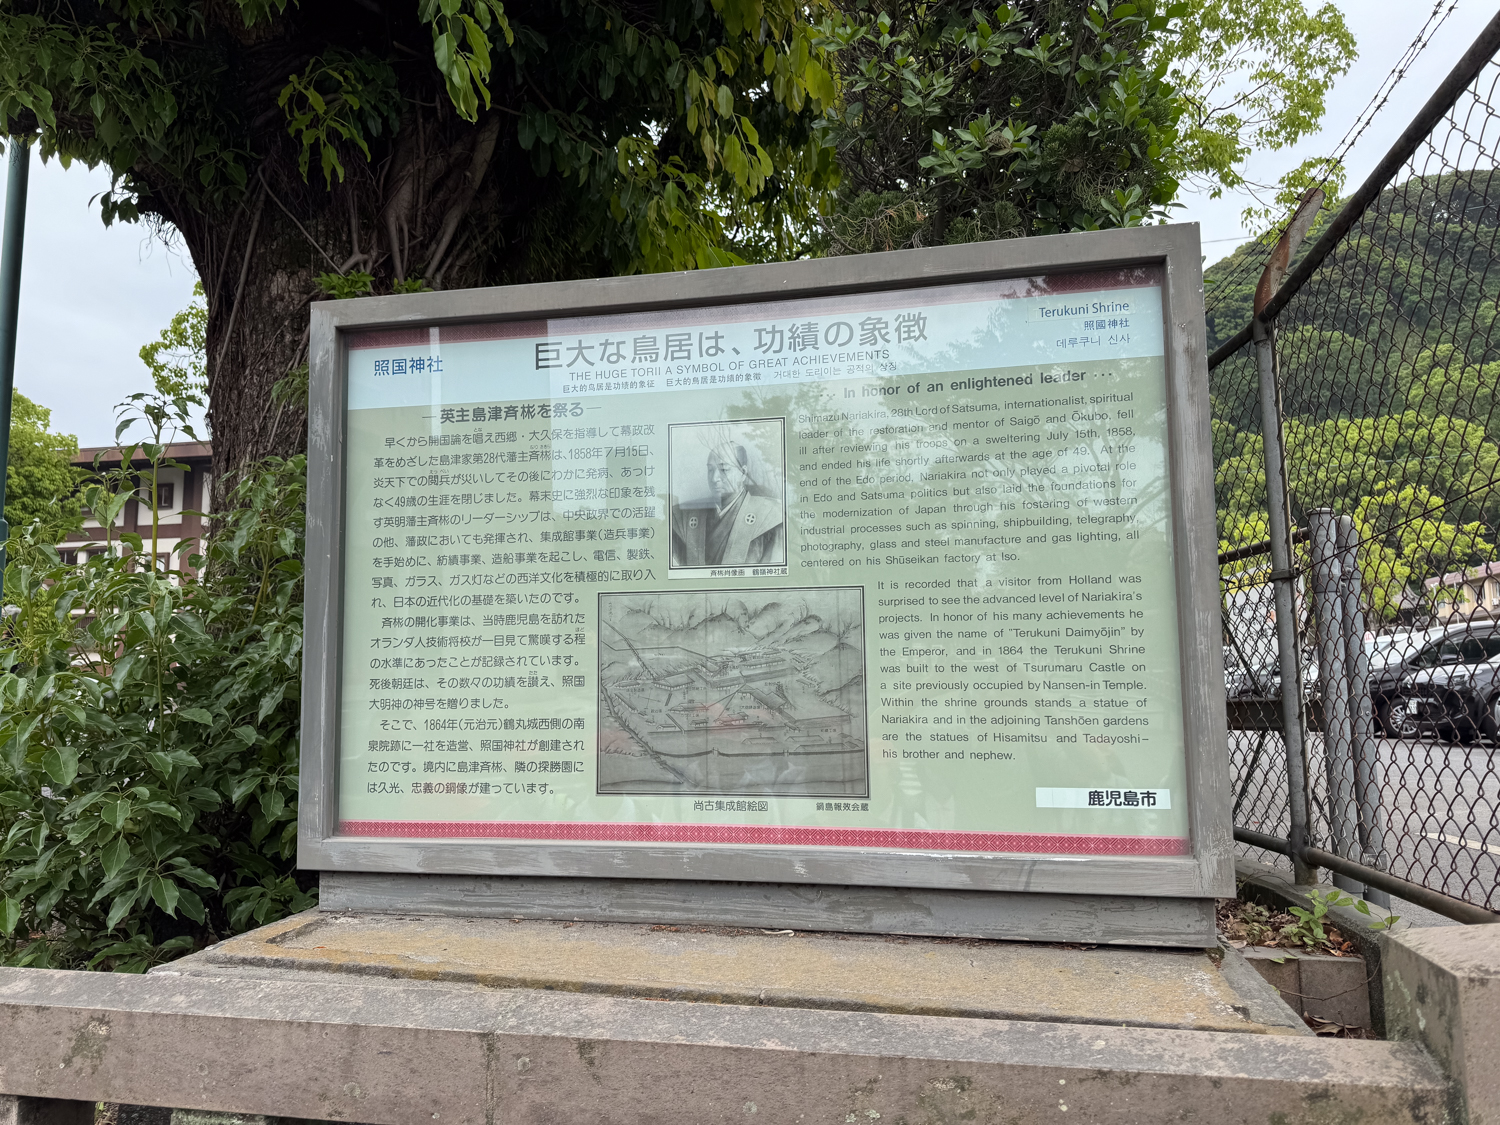 照国神社
巨大な鳥居は、功績の象徴
THE HUGE TORII A SYMBOL OF GREAT ACHIEVEMENTS
巨大的鸟居是功绩的象征 巨大的鳥居是功績的象徵 거대한 도리이는 공적의 상징
Terukuni Shrine
照國神社
데루쿠니 신사
―英主島津斉彬を祭る―
早くから開国論を唱え西郷・大久保を指導して幕政改
革をめざした島津家第28代藩主斉彬は、1858年7月15日、
炎天下での閲兵が災いしてその後にわかに発病、あっけ
なく49歳の生涯を閉じました。幕末史に強烈な印象を残
す英明藩主斉彬のリーダーシップは、中央政界での活躍
の他、藩政においても発揮され、集成館事業(造兵事業)
を手始めに、紡績事業、造船事業を起こし、電信、製鉄、
写真、ガラス、ガス灯などの西洋文化を積極的に取り入
れ、日本の近代化の基礎を築いたのです。
斉彬の開化事業は、当時鹿児島を訪れた
オランダ人技術将校が一目見て驚嘆する程
の水準にあったことが記録されています。
死後朝廷は、その数々の功績を讃え、照国
大明神の神号を贈りました。
そこで、1864年(元治元)鶴丸城西側の南
泉院跡に一社を造営、照国神社が創建され
たのです。境内に島津斉彬、隣の探勝園に
は久光、忠義の銅像が建っています。
斉彬肖像画 鶴嶺神社蔵
尚古集成館絵図 鍋島報效会蔵
... In honor of an enlightened leader ...
Shimazu Nariakira, 28th Lord of Satsuma, internationalist, spiritual
leader of the restoration and mentor of Saigō and Ōkubo, fell
ill after reviewing his troops on a sweltering July 15th, 1858,
and ended his life shortly afterwards at the age of 49. At the
end of the Edo period, Nariakira not only played a pivotal role
in Edo and Satsuma politics but also laid the foundations for
the modernization of Japan through his fostering of western
industrial processes such as spinning, shipbuilding, telegraphy,
photography, glass and steel manufacture and gas lighting, all
centered on his Shūseikan factory at Iso.
It is recorded that a visitor from Holland was
surprised to see the advanced level of Nariakira's
projects. In honor of his many achievements he
was given the name of "Terukuni Daimyōjin" by
the Emperor, and in 1864 the Terukuni Shrine
was built to the west of Tsurumaru Castle on
a site previously occupied by Nansen-in Temple.
Within the shrine grounds stands a statue of
Nariakira and in the adjoining Tanshōen gardens
are the statues of Hisamitsu and Tadayoshi–
his brother and nephew.
鹿児島市